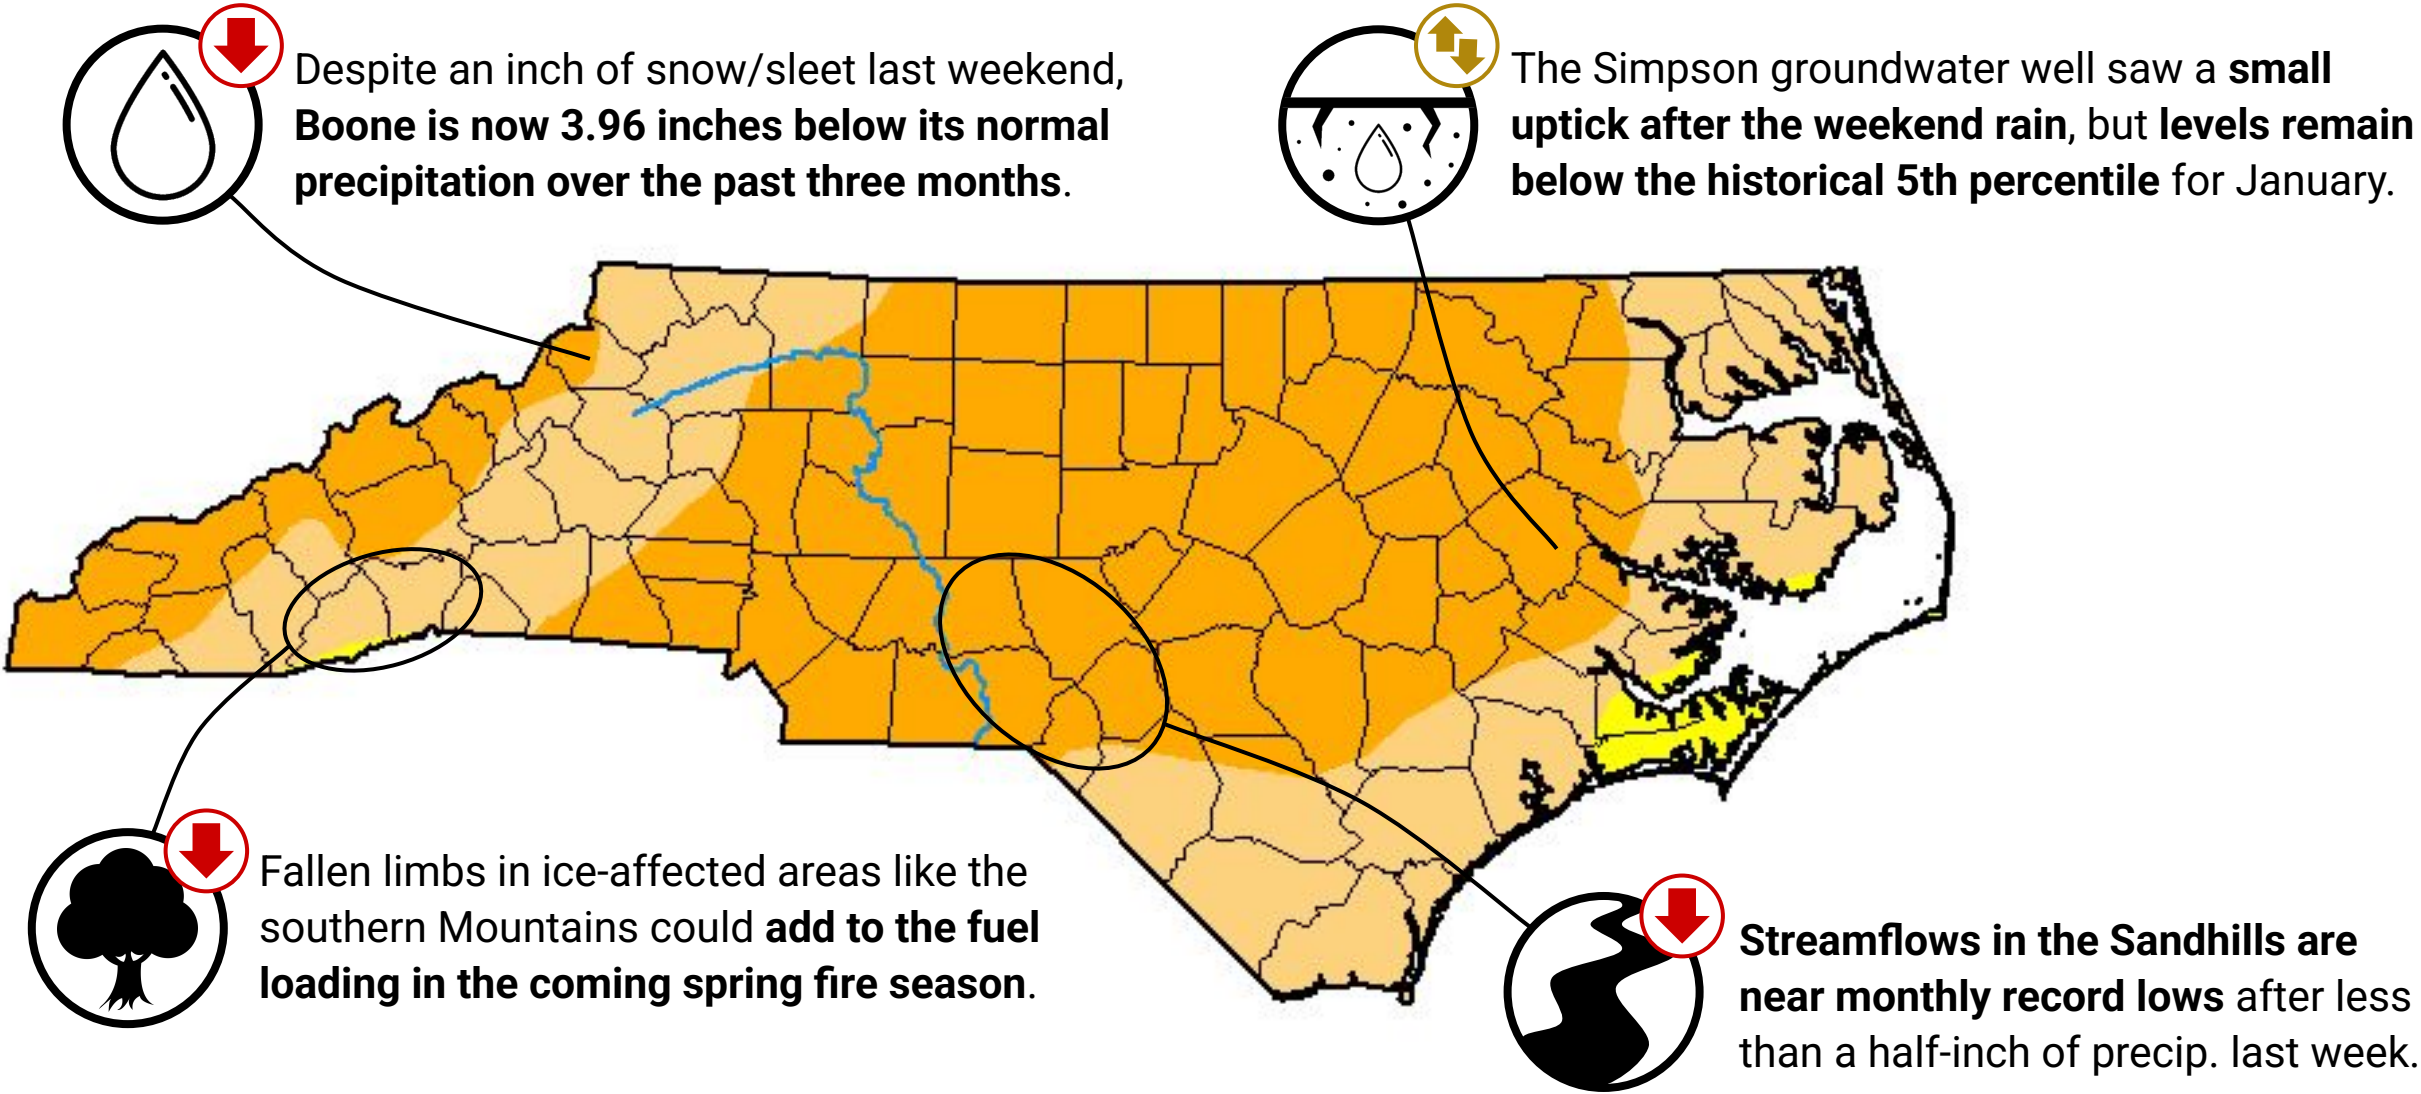 Despite an inch of snow/sleet last weekend,
Boone is now 3.96 inches below its normal
precipitation over the past three months.
The Simpson groundwater well saw a small
uptick after the weekend rain, but levels remain
below the historical 5th percentile for January.
Fallen limbs in ice-affected areas like the
southern Mountains could add to the fuel
loading in the coming spring fire season.
Streamflows in the Sandhills are
near monthly record lows after less
than a half-inch of precip. last week.